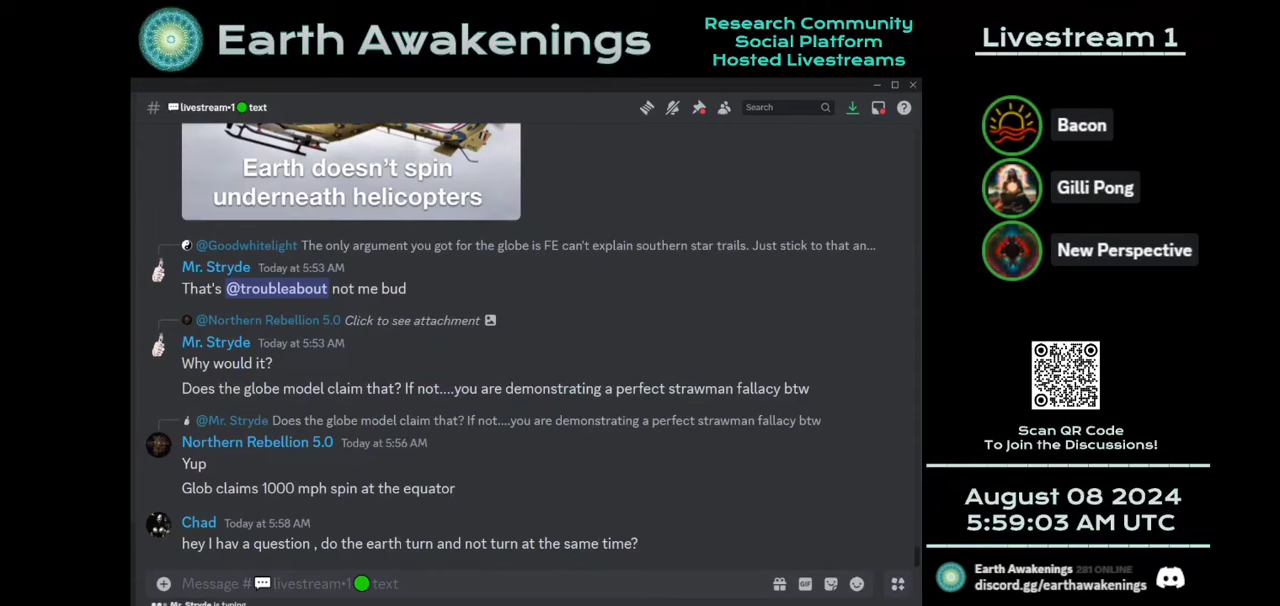 Earth Awakenings
Research Community
Social Platform
Hosted Livestreams
Livestream 1
# livestream•1 text
Search
Earth doesn't spin
underneath helicopters
@Goodwhitelight The only argument you got for the globe is FE can't explain southern star trails. Just stick to that an...
Mr. Stryde Today at 5:53 AM
That's @troubleabout not me bud
@Northern Rebellion 5.0 Click to see attachment
Mr. Stryde Today at 5:53 AM
Why would it?
Does the globe model claim that? If not....you are demonstrating a perfect strawman fallacy btw
@Mr. Stryde Does the globe model claim that? If not....you are demonstrating a perfect strawman fallacy btw
Northern Rebellion 5.0 Today at 5:56 AM
Yup
Glob claims 1000 mph spin at the equator
Chad Today at 5:58 AM
hey I hav a question , do the earth turn and not turn at the same time?
Message # livestream•1 text
GIF
Mr. Stryde is typing
Bacon
Gilli Pong
New Perspective
Scan QR Code
To Join the Discussions!
August 08 2024
5:59:03 AM UTC
Earth Awakenings 281 ONLINE
discord.gg/earthawakenings